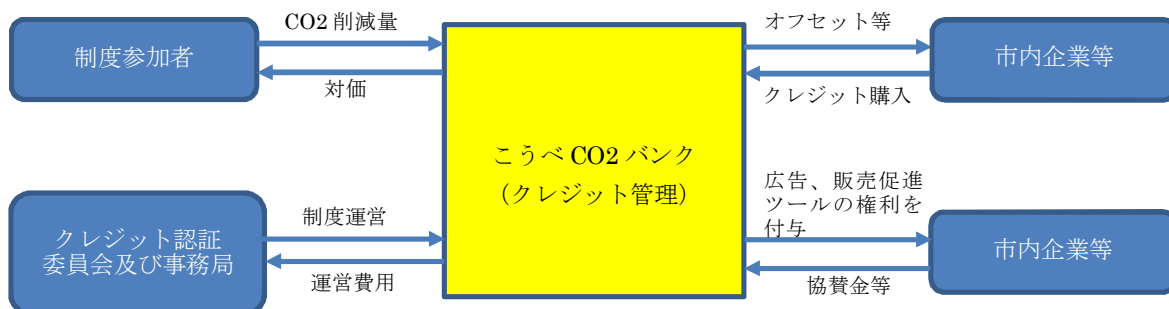 制度参加者
CO2 削減量
対価
クレジット認証
委員会及び事務局
制度運営
運営費用
こうべ CO2 バンク
（クレジット管理）
オフセット等
クレジット購入
市内企業等
広告、販売促進
ツールの権利を
付与
協賛金等
市内企業等